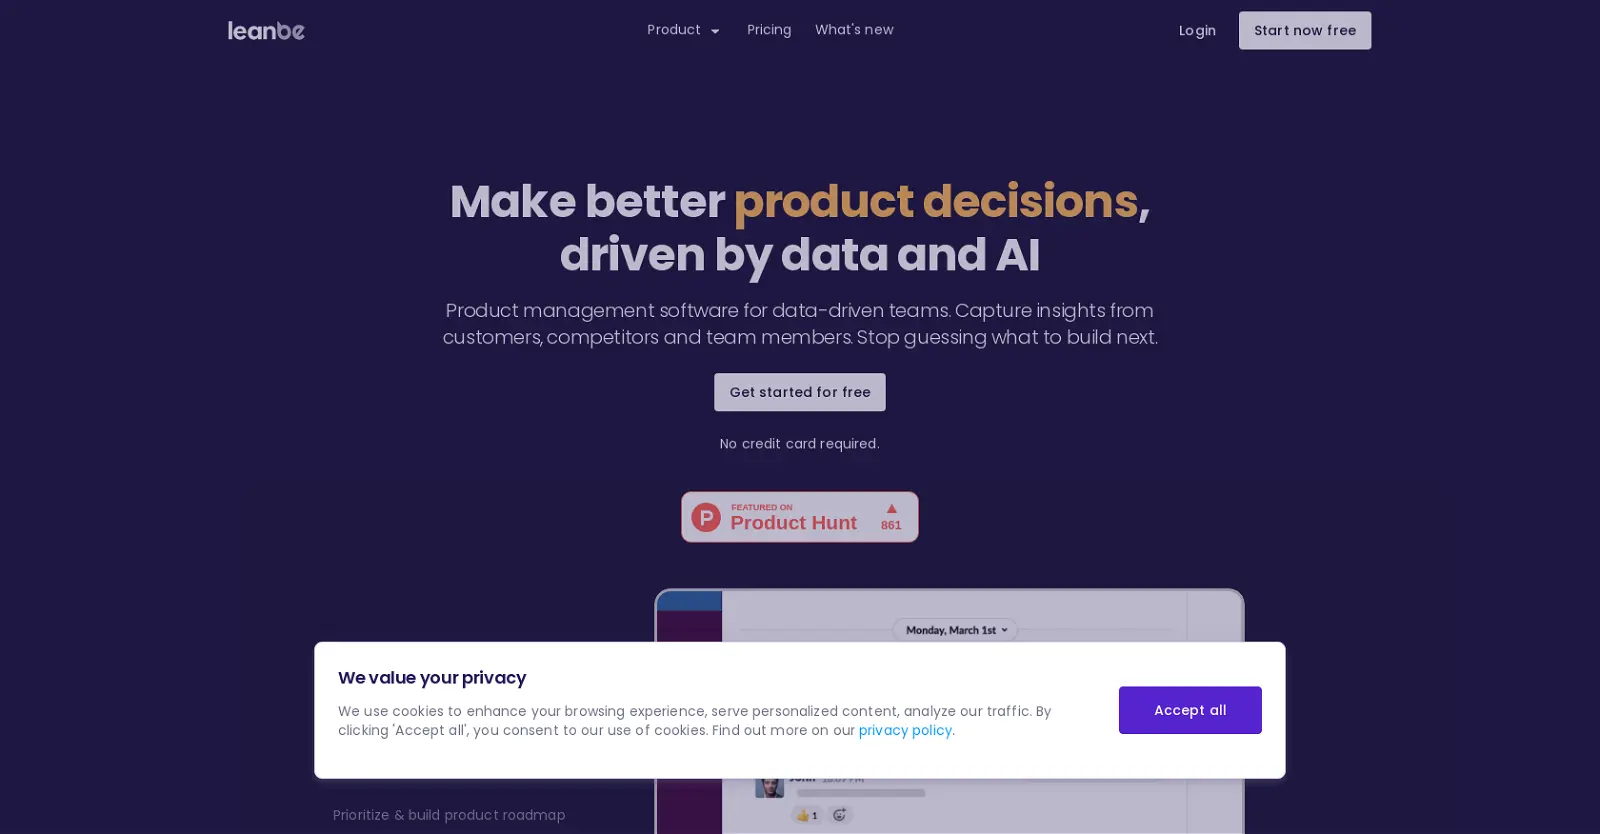 leanbe
Product
Pricing
What's new
Login
Start now free
Make better product decisions,
driven by data and AI
Product management software for data-driven teams. Capture insights from
customers, competitors and team members. Stop guessing what to build next.
Get started for free
No credit card required.
FEATURED ON
Product Hunt
861
Monday, March 1st
We value your privacy
We use cookies to enhance your browsing experience, serve personalized content, analyze our traffic. By
clicking 'Accept all', you consent to our use of cookies. Find out more on our privacy policy.
Accept all
1
Prioritize & build product roadmap